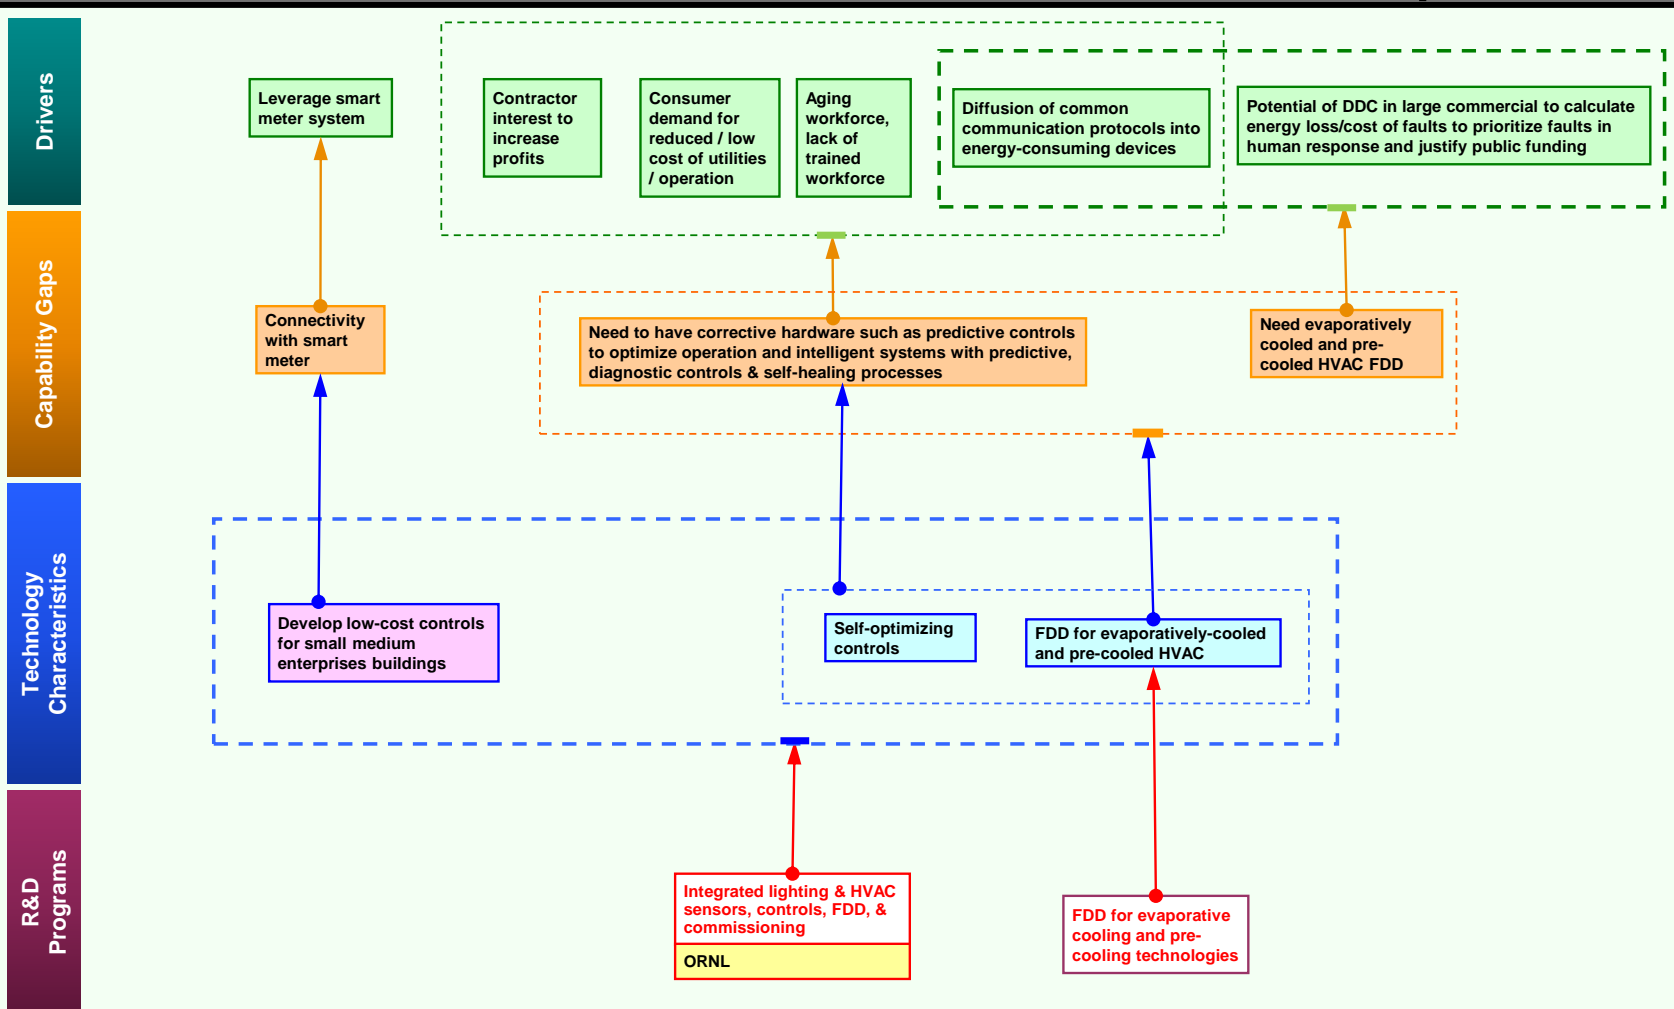 Drivers
Leverage smart
meter system
Contractor
interest to
increase
profits
Consumer
demand for
reduced / low
cost of utilities
/ operation
Aging
workforce,
lack of
trained
workforce
Diffusion of common
communication protocols into
energy-consuming devices
Potential of DDC in large commercial to calculate
energy loss/cost of faults to prioritize faults in
human response and justify public funding
Capability Gaps
Connectivity
with smart
meter
Need to have corrective hardware such as predictive controls
to optimize operation and intelligent systems with predictive,
diagnostic controls & self-healing processes
Need evaporatively
cooled and pre-
cooled HVAC FDD
Technology
Characteristics
Develop low-cost controls
for small medium
enterprises buildings
Self-optimizing
controls
FDD for evaporatively-cooled
and pre-cooled HVAC
R&D
Programs
Integrated lighting & HVAC
sensors, controls, FDD, &
commissioning
ORNL
FDD for evaporative
cooling and pre-
cooling technologies